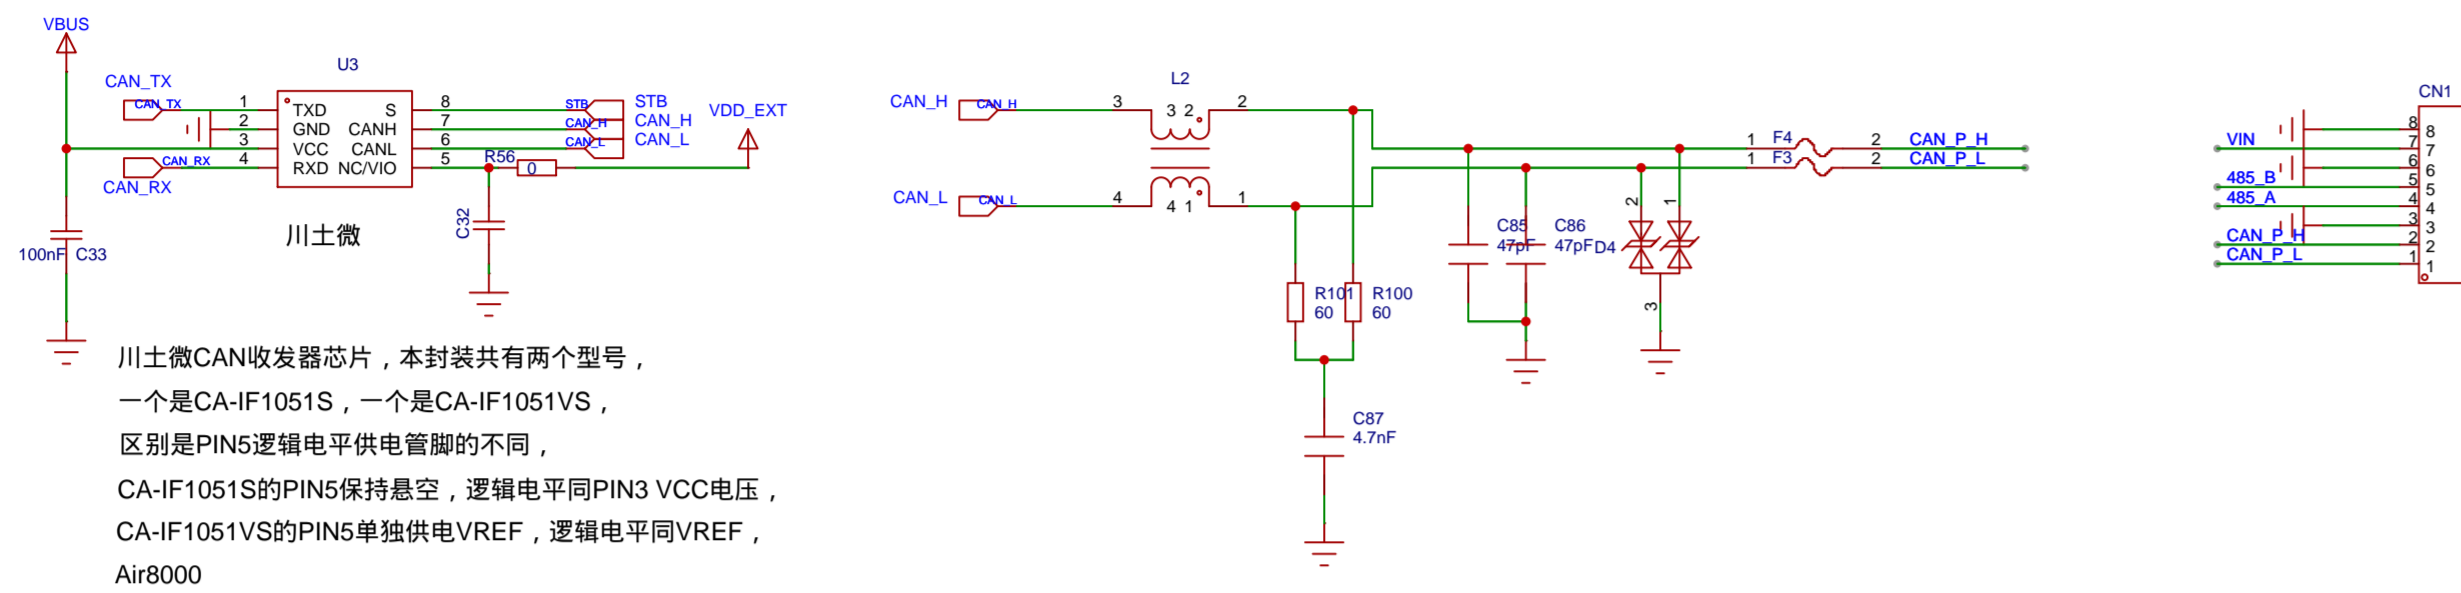 VBUS
CAN_TX
CAN_TX
U3
1 TXD S 8 STB STB
2 GND CANH 7 CAN_H CAN_H
3 VCC CANL 6 CAN_L CAN_L
4 RXD NC/VIO 5
CAN_RX
CAN_RX
R56
0
VDD_EXT
C32
川土微
100nF C33
川土微CAN收发器芯片，本封装共有两个型号，
一个是CA-IF1051S，一个是CA-IF1051VS，
区别是PIN5逻辑电平供电管脚的不同，
CA-IF1051S的PIN5保持悬空，逻辑电平同PIN3 VCC电压，
CA-IF1051VS的PIN5单独供电VREF，逻辑电平同VREF，
Air8000
L2
CAN_H CAN_H 3 3 2 2
CAN_L CAN_L 4 4 1 1
R101
60
R100
60
C87
4.7nF
C85
47pF
C86
47pF
D4
2 1
3
1 F4 2 CAN_P_H
1 F3 2 CAN_P_L
CN1
8 8
VIN 7 7
6 6
485_B 5 5
485_A 4 4
3 3
CAN_P_H 2 2
CAN_P_L 1 1